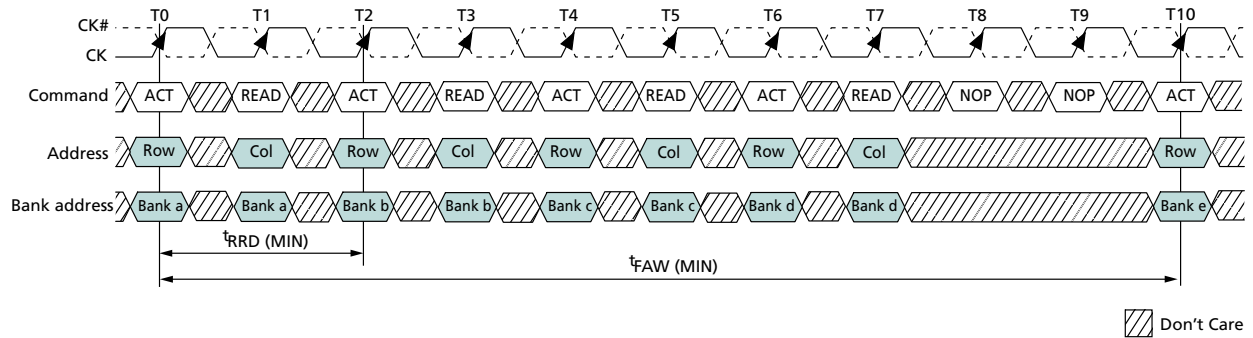 T0 T1 T2 T3 T4 T5 T6 T7 T8 T9 T10
CK#
CK
Command ACT READ ACT READ ACT READ ACT READ NOP NOP ACT
Address Row Col Row Col Row Col Row Col Row
Bank address Bank a Bank a Bank b Bank b Bank c Bank c Bank d Bank d Bank e
tRRD (MIN)
tFAW (MIN)
Don't Care